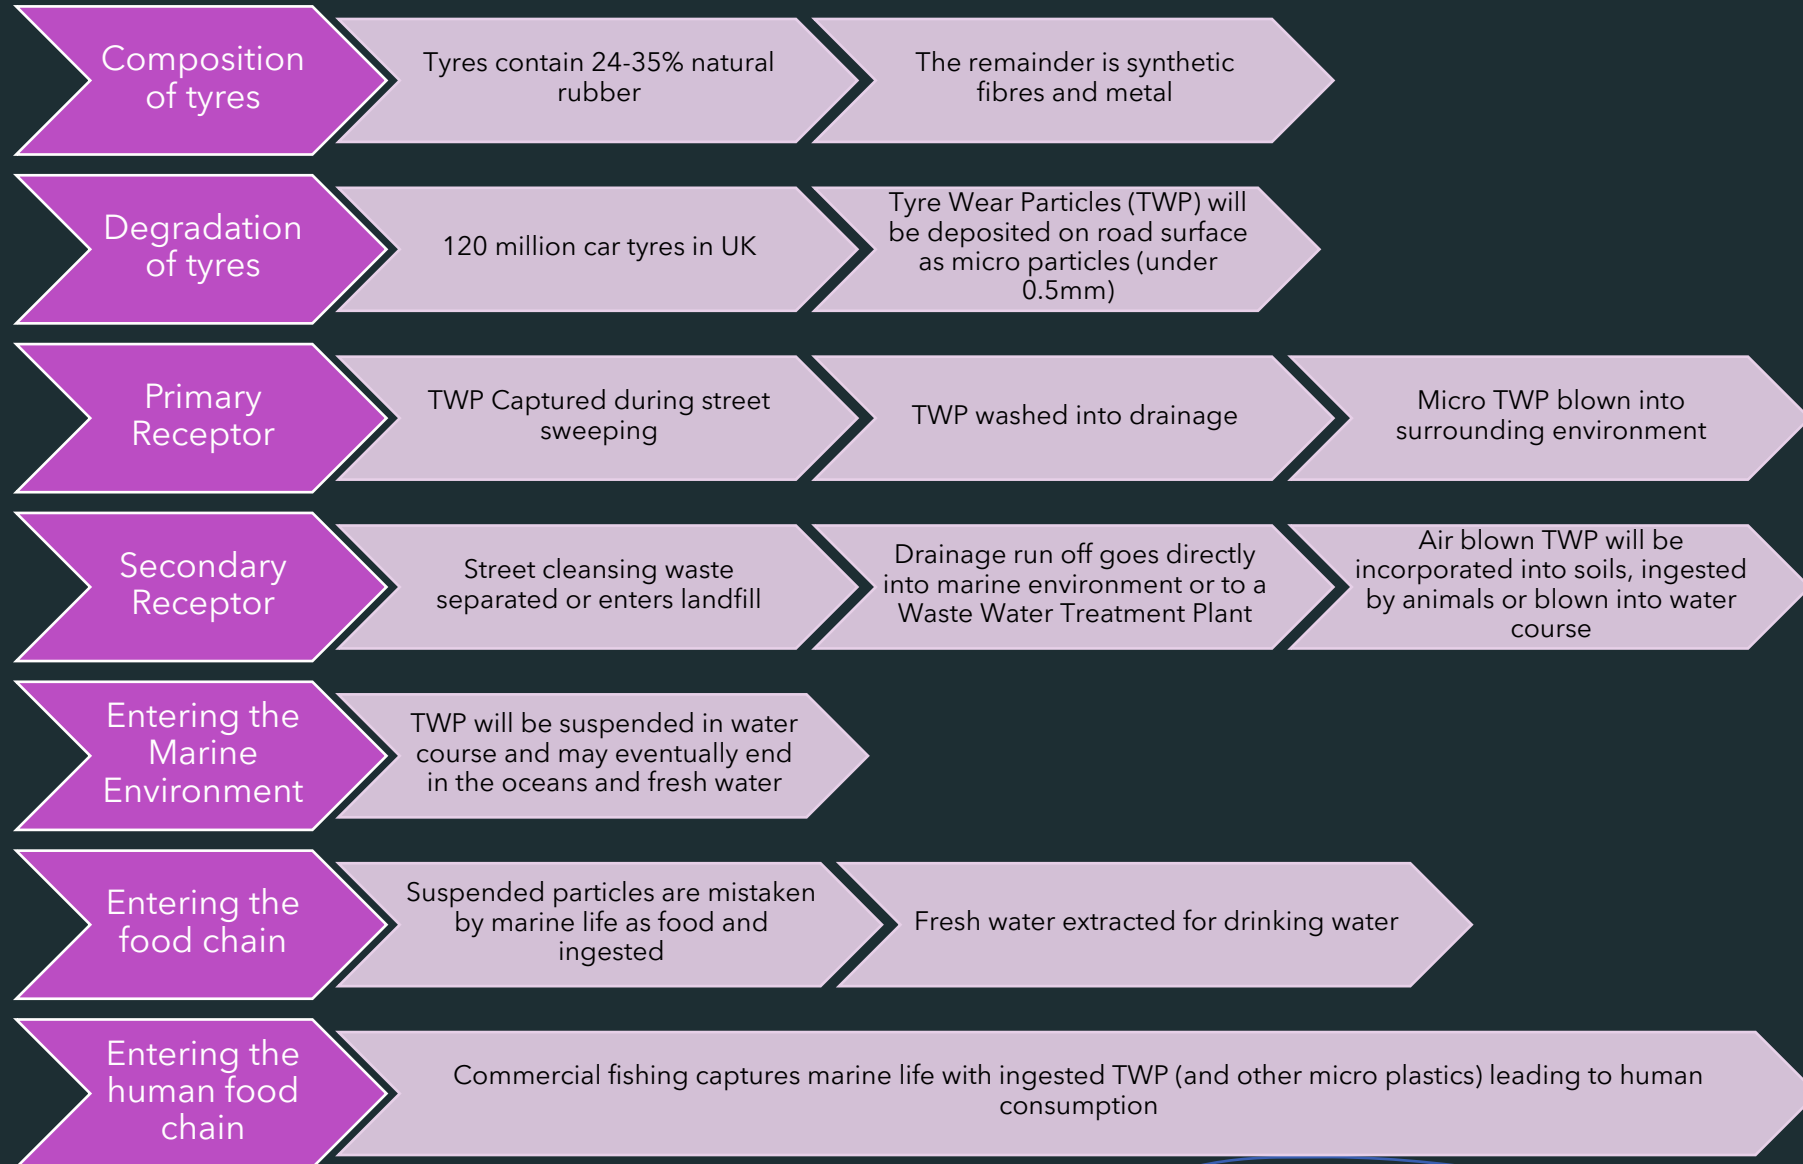 Composition
of tyres
Tyres contain 24-35% natural
rubber
The remainder is synthetic
fibres and metal
Degradation
of tyres
120 million car tyres in UK
Tyre Wear Particles (TWP) will
be deposited on road surface
as micro particles (under
0.5mm)
Primary
Receptor
TWP Captured during street
sweeping
TWP washed into drainage
Micro TWP blown into
surrounding environment
Secondary
Receptor
Street cleansing waste
separated or enters landfill
Drainage run off goes directly
into marine environment or to a
Waste Water Treatment Plant
Air blown TWP will be
incorporated into soils, ingested
by animals or blown into water
course
Entering the
Marine
Environment
TWP will be suspended in water
course and may eventually end
in the oceans and fresh water
Entering the
food chain
Suspended particles are mistaken
by marine life as food and
ingested
Fresh water extracted for drinking water
Entering the
human food
chain
Commercial fishing captures marine life with ingested TWP (and other micro plastics) leading to human
consumption